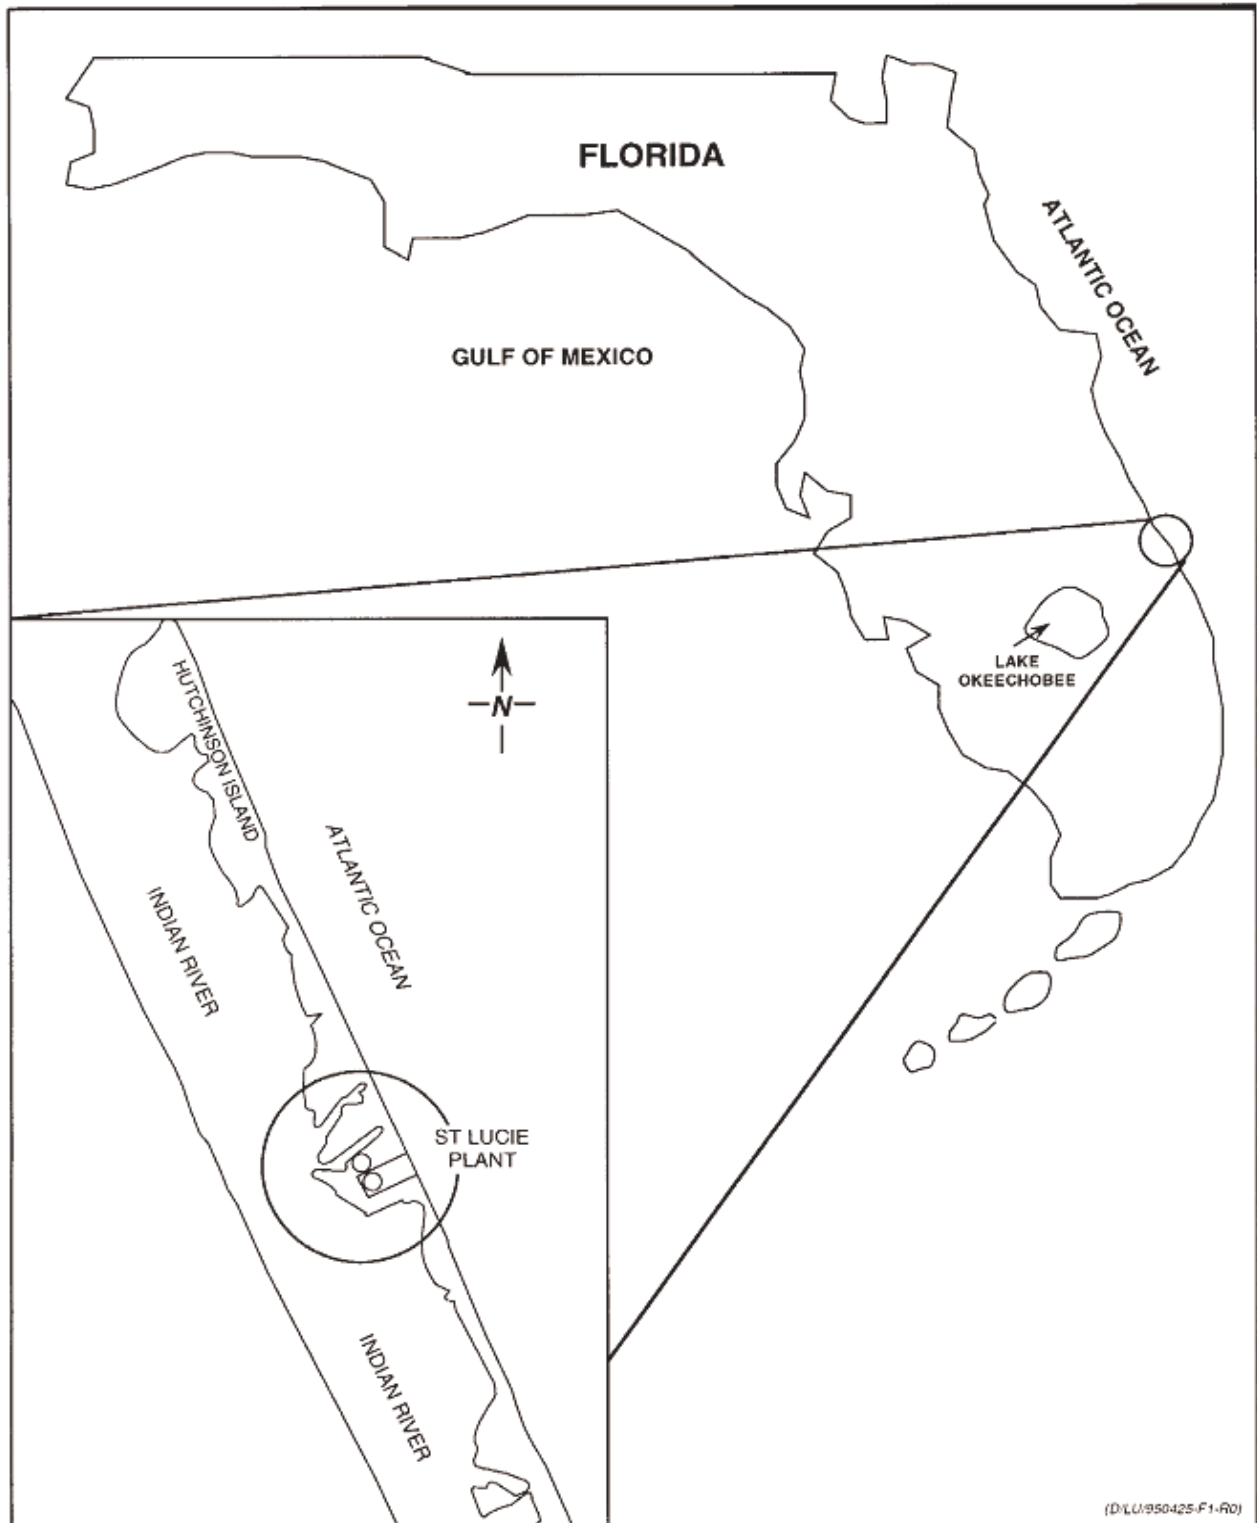 FLORIDA
ATLANTIC OCEAN
GULF OF MEXICO
LAKE
OKEECHOBEE
N
HUTCHINSON ISLAND
ATLANTIC OCEAN
INDIAN RIVER
ST LUCIE
PLANT
INDIAN RIVER
(D/LU/950425-F1-R0)